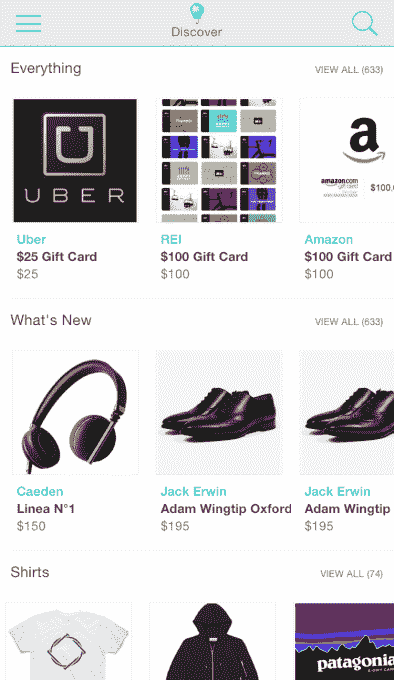 Discover
Everything
VIEW ALL (633)
UBER
a
amazon.com
$100.
Uber
REI
Amazon
$25 Gift Card
$100 Gift Card
$100 Gift Card
$25
$100
$100
What's New
VIEW ALL (633)
Caeden
Jack Erwin
Jack Erwin
Linea N°1
Adam Wingtip Oxford
Adam Wingtip
$150
$195
$195
Shirts
VIEW ALL (74)
patagonia